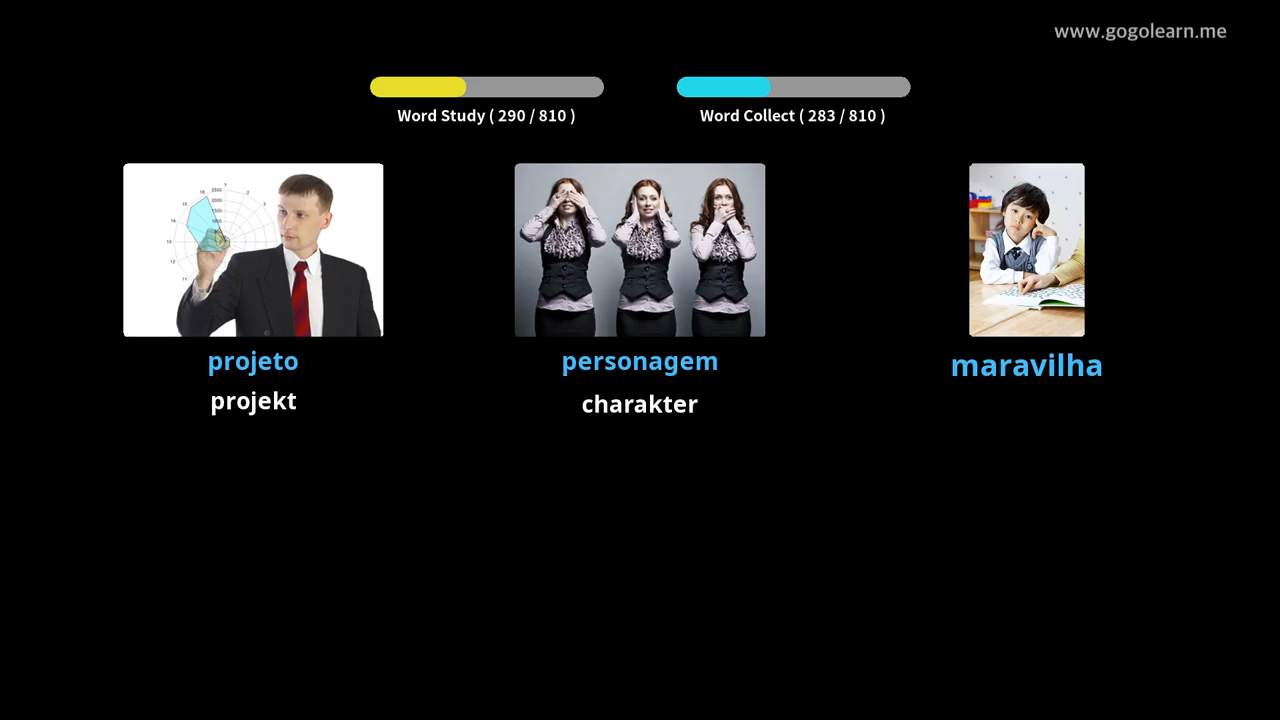 www.gogolearn.me
Word Study ( 290 / 810 )
Word Collect ( 283 / 810 )
projeto
personagem
maravilha
projekt
charakter